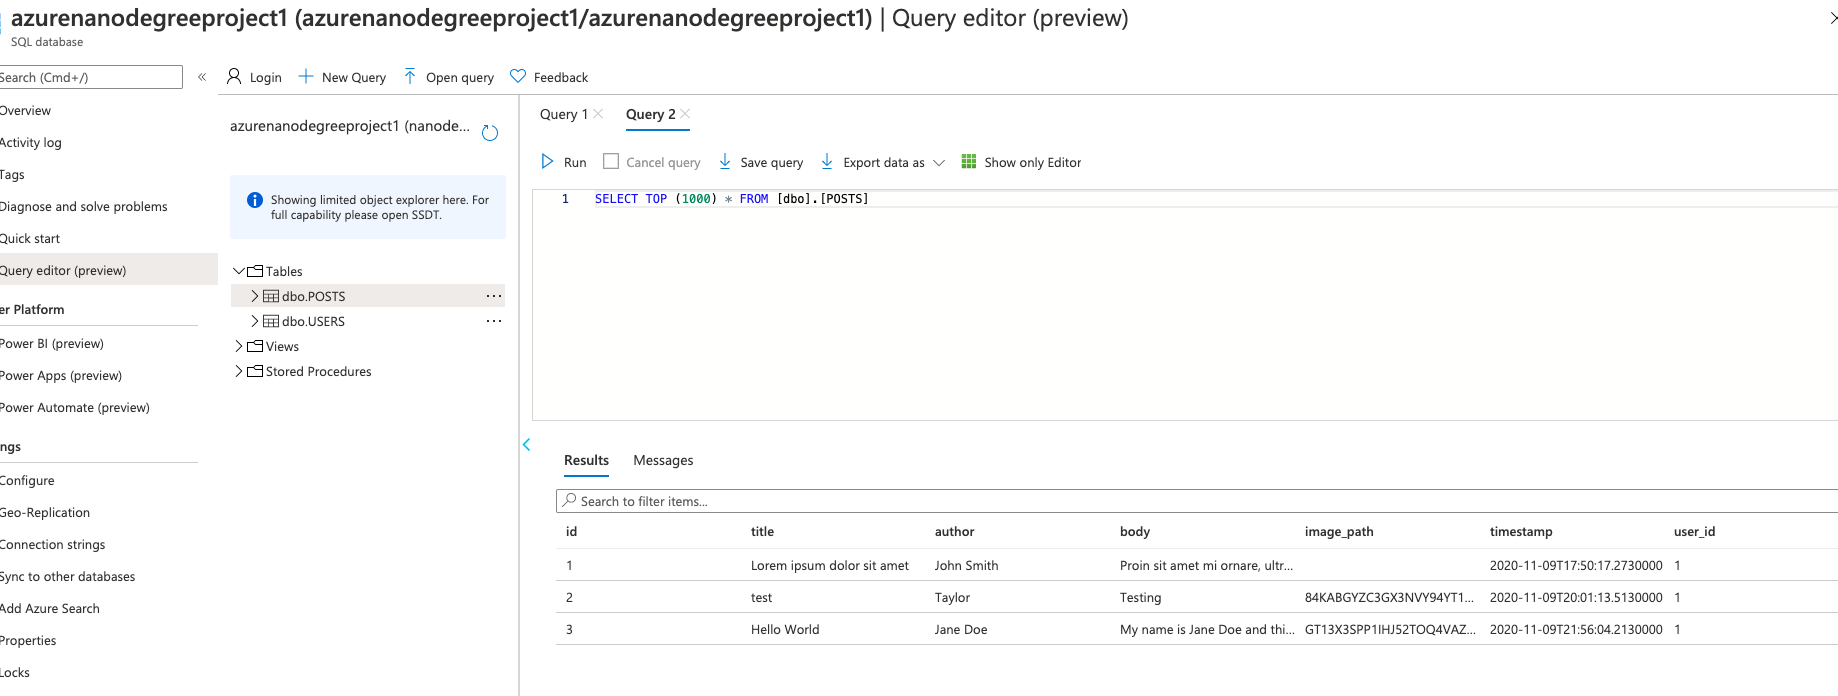 azurenanodegreeproject1 (azurenanodegreeproject1/azurenanodegreeproject1) | Query editor (preview)
SQL database
Search (Cmd+/)
«
Login
New Query
Open query
Feedback
Overview
Activity log
Tags
Diagnose and solve problems
Quick start
Query editor (preview)
er Platform
Power BI (preview)
Power Apps (preview)
Power Automate (preview)
ngs
Configure
Geo-Replication
Connection strings
Sync to other databases
Add Azure Search
Properties
Locks
azurenanodegreeproject1 (nanode...
Showing limited object explorer here. For
full capability please open SSDT.
Tables
dbo.POSTS ...
dbo.USERS ...
Views
Stored Procedures
Query 1
Query 2
Run
Cancel query
Save query
Export data as
Show only Editor
1 SELECT TOP (1000) * FROM [dbo].[POSTS]
Results
Messages
Search to filter items...
id title author body image_path timestamp user_id
1 Lorem ipsum dolor sit amet John Smith Proin sit amet mi ornare, ultr... 2020-11-09T17:50:17.2730000 1
2 test Taylor Testing 84KABGYZC3GX3NVY94YT1... 2020-11-09T20:01:13.5130000 1
3 Hello World Jane Doe My name is Jane Doe and thi... GT13X3SPP1IHJ52TOQ4VAZ... 2020-11-09T21:56:04.2130000 1